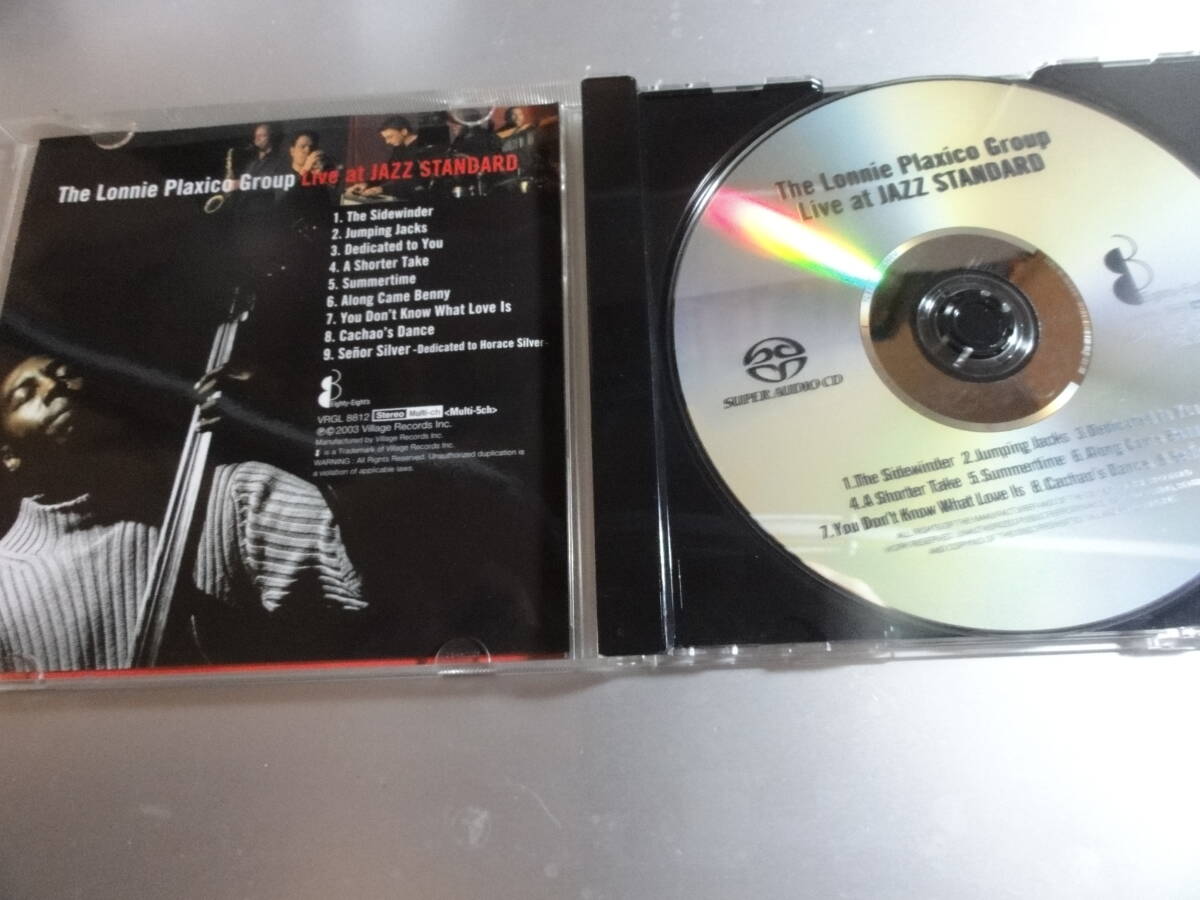 The Lonnie Plaxico Group Live at JAZZ STANDARD
1. The Sidewinder
2. Jumping Jacks
3. Dedicated to You
4. A Shorter Take
5. Summertime
6. Along Came Benny
7. You Don't Know What Love Is
8. Cachao's Dance
9. Señor Silver -Dedicated to Horace Silver-
Eighty-Eights
VRGL 8812 Stereo Multi-ch <Multi-5ch>
℗©2003 Village Records Inc.
Manufactured by Village Records Inc.
is a Trademark of Village Records Inc.
WARNING : All Rights Reserved. Unauthorized duplication is
a violation of applicable laws.
The Lonnie Plaxico Group
Live at JAZZ STANDARD
SUPER AUDIO CD
1.The Sidewinder 2.Jumping Jacks 3.Dedicated to
4.A Shorter Take 5.Summertime 6.Along
7.You Don't Know What Love Is 8.Cachao's Dance